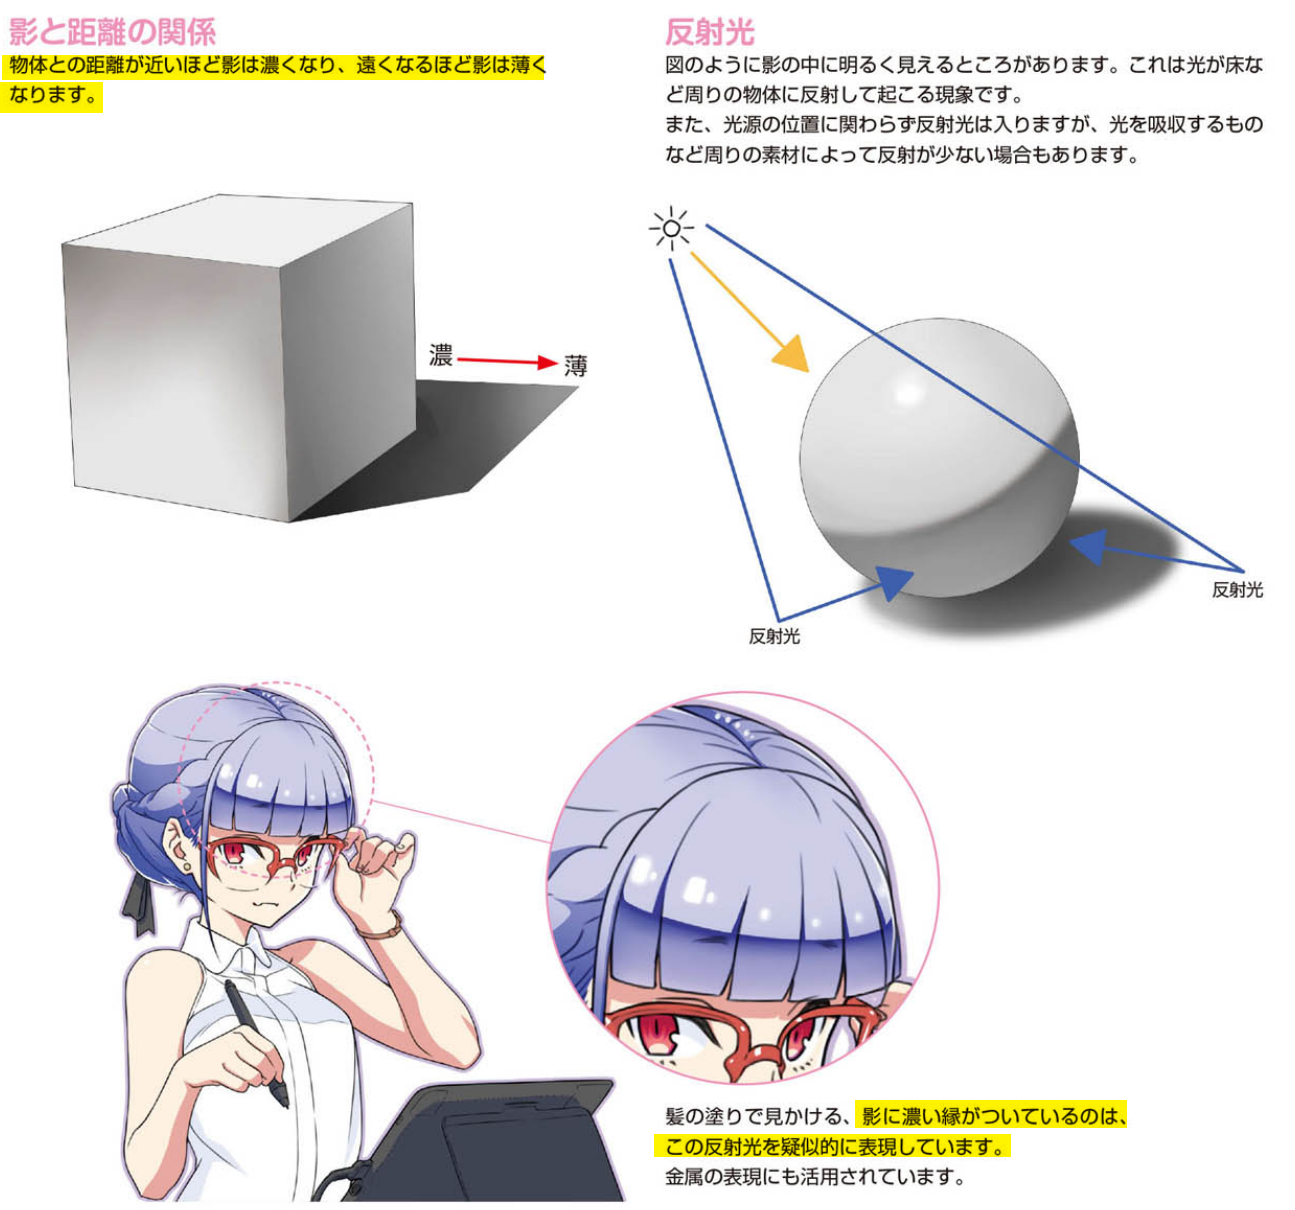 影と距離の関係
物体との距離が近いほど影は濃くなり、遠くなるほど影は薄く
なります。
濃
薄
反射光
図のように影の中に明るく見えるところがあります。これは光が床な
ど周りの物体に反射して起こる現象です。
また、光源の位置に関わらず反射光は入りますが、光を吸収するもの
など周りの素材によって反射が少ない場合もあります。
反射光
反射光
髪の塗りで見かける、影に濃い縁がついているのは、
この反射光を疑似的に表現しています。
金属の表現にも活用されています。